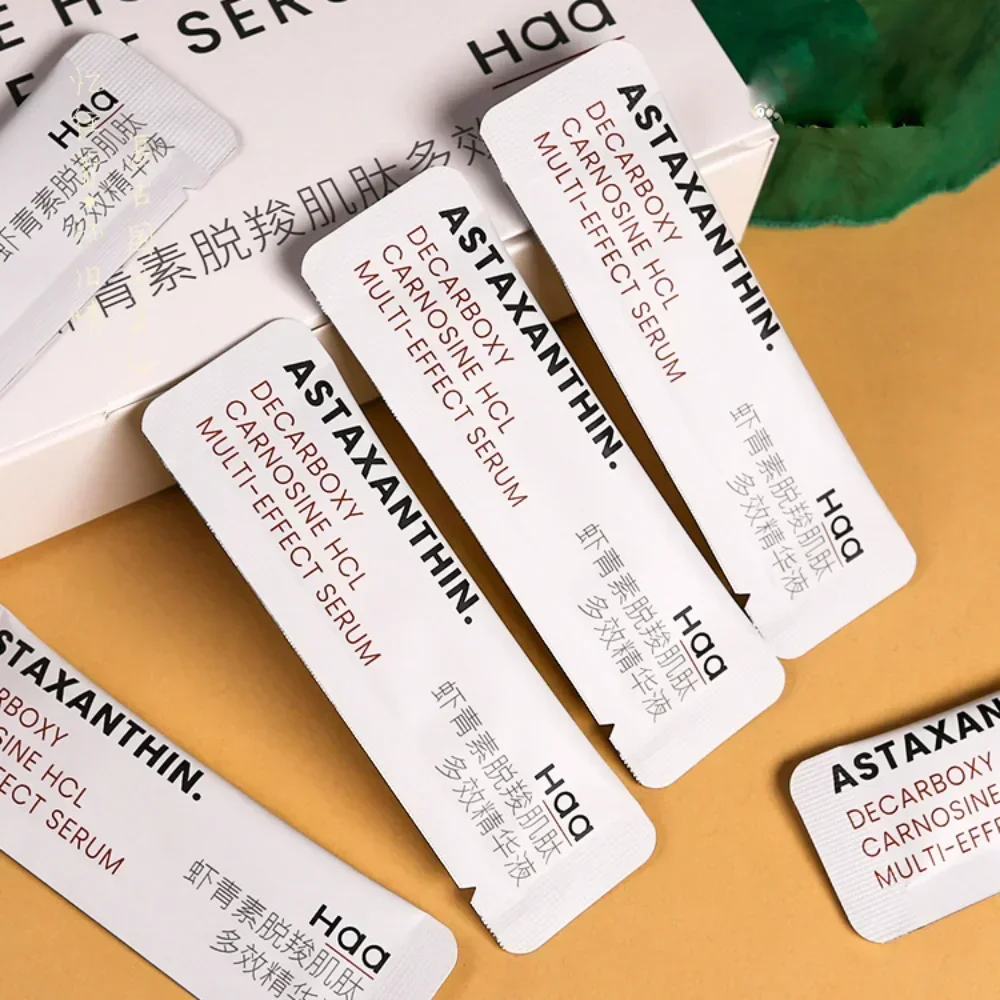 SERU
Haa
青素脱羧肌肽多效
Haa
虾青素脱羧肌肽
多效精华液
ASTAXANTHIN.
DECARBOXY
CARNOSINE HCL
MULTI-EFFECT SERUM
虾青素脱羧肌肽
多效精华液
Haa
ASTAXANTHIN.
DECARBOXY
CARNOSINE HCL
MULTI-EFFECT SERUM
虾青素脱羧肌肽
多效精华液
Haa
ASTAXANTHIN.
DECARBOXY
CARNOSINE HCL
MULTI-EFFECT SERUM
虾青素脱羧肌肽
多效精华液
Haa
STAXANTHIN.
RBOXY
SINE HCL
FECT SERUM
虾青素脱羧肌肽
多效精华
Haa
ASTAXAN
DECARBOXY
CARNOSINE
MULTI-EFFE